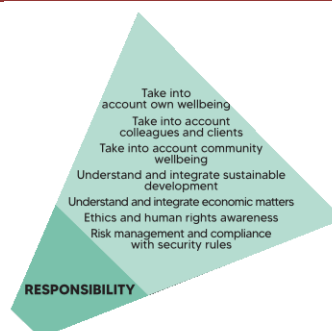 Take into
account own wellbeing
Take into account
colleagues and clients
Take into account community
wellbeing
Understand and integrate sustainable
development
Understand and integrate economic matters
Ethics and human rights awareness
Risk management and compliance
with security rules
RESPONSIBILITY